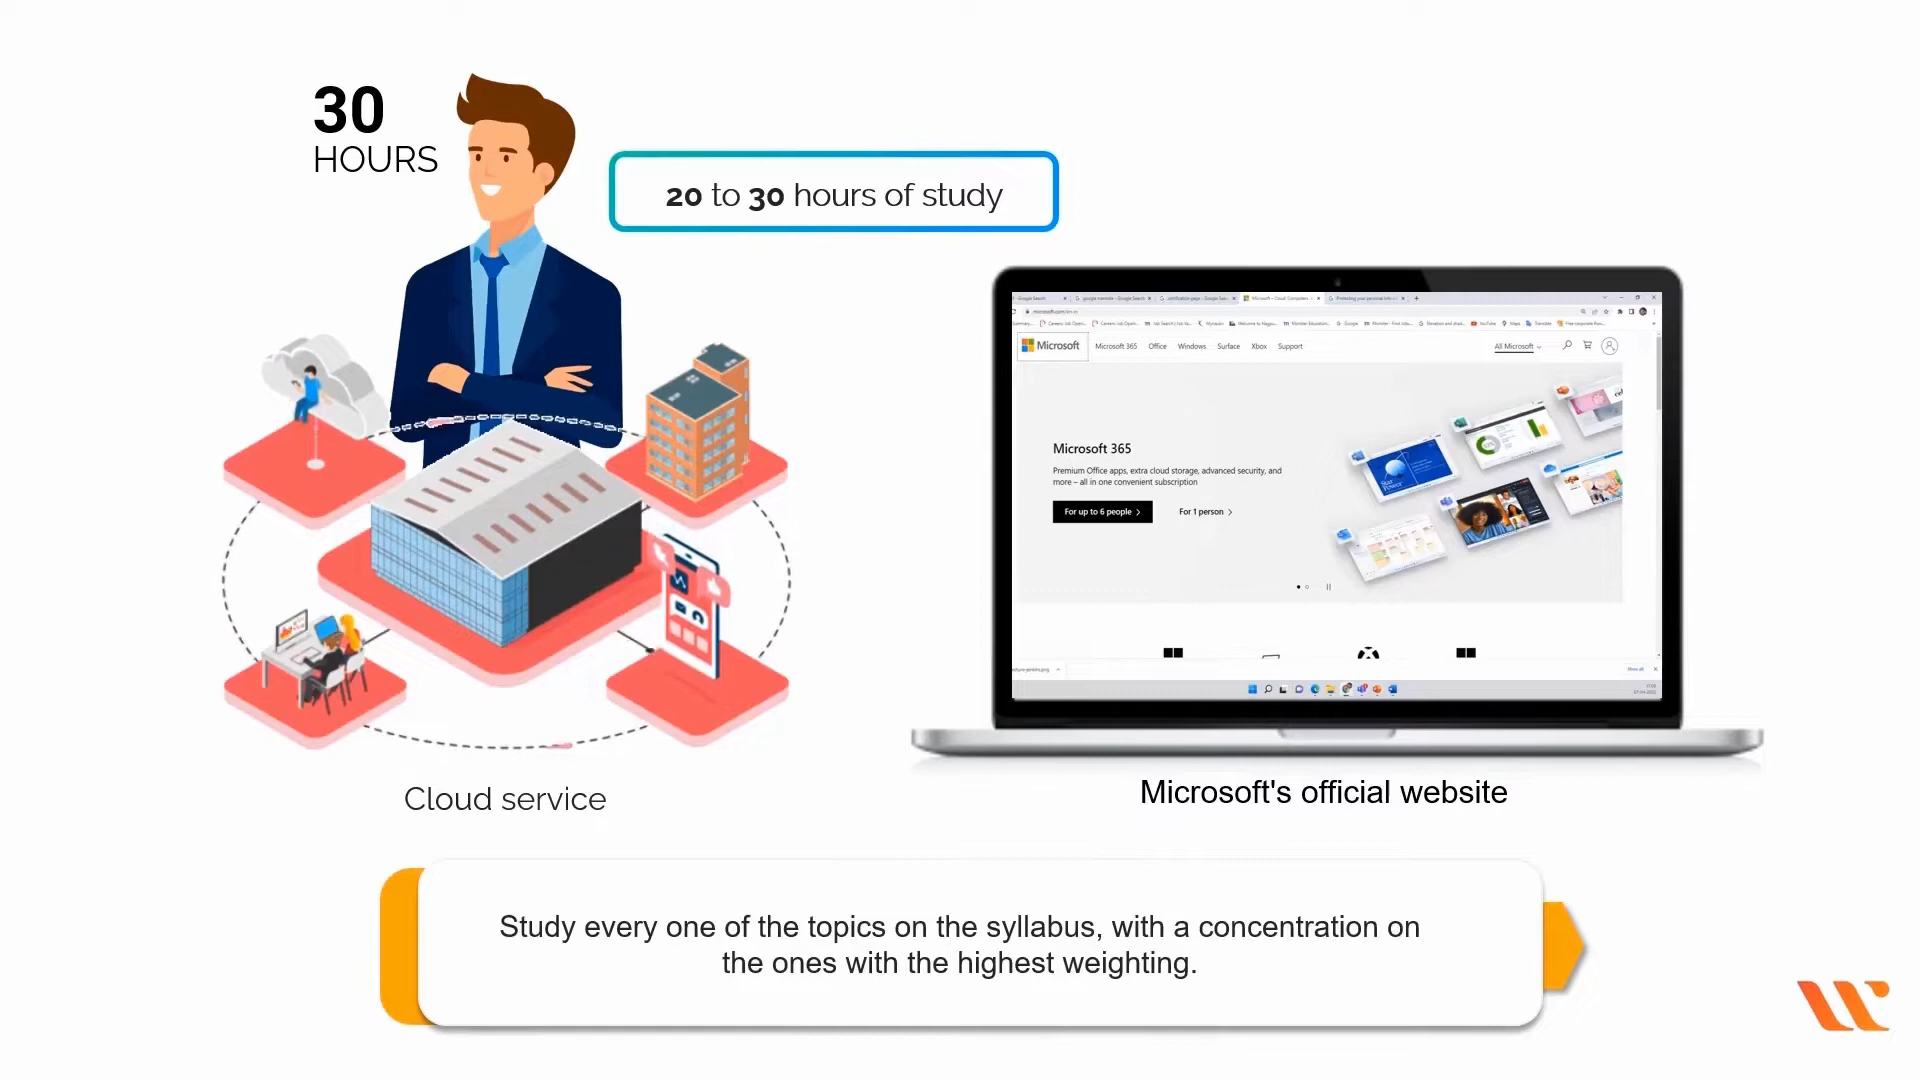 30
HOURS
20 to 30 hours of study
Microsoft
Microsoft 365
Office
Windows
Surface
Xbox
Support
All Microsoft
Microsoft 365
Premium Office apps, extra cloud storage, advanced security, and
more – all in one convenient subscription
For up to 6 people
For 1 person
Cloud service
Microsoft's official website
Study every one of the topics on the syllabus, with a concentration on
the ones with the highest weighting.